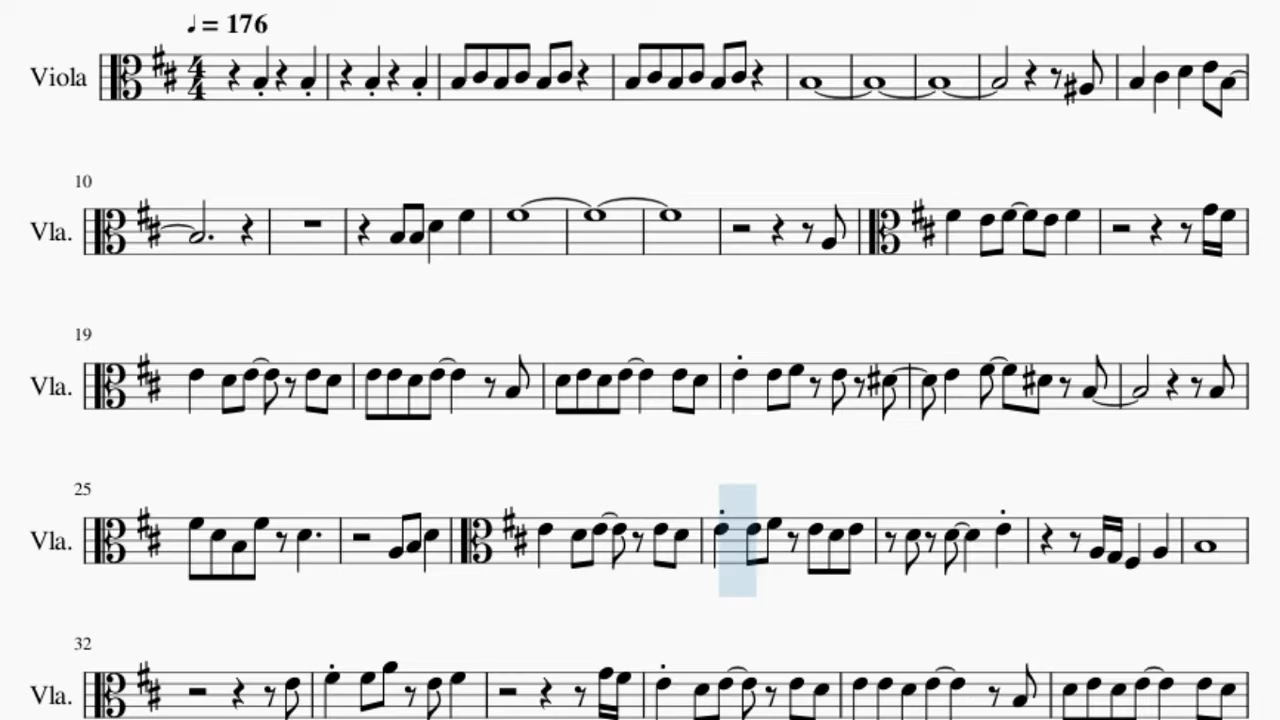 ♩ = 176
Viola
10
Vla.
19
Vla.
25
Vla.
32
Vla.